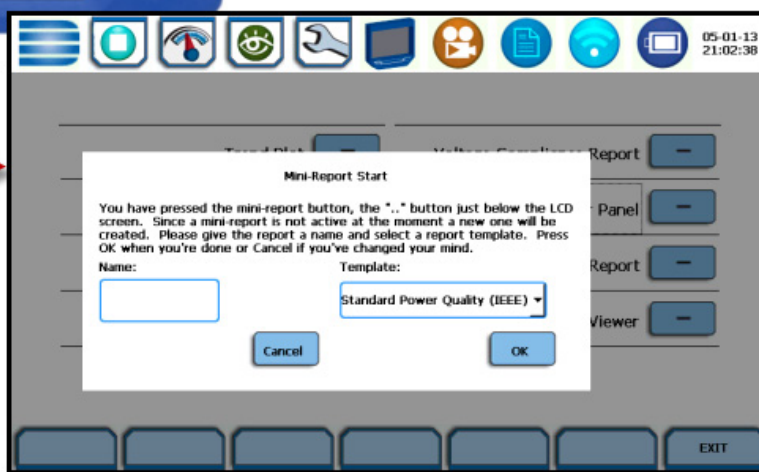 05-01-13
21:02:38
Report
Mini-Report Start
You have pressed the mini-report button, the ".." button just below the LCD
screen. Since a mini-report is not active at the moment a new one will be
created. Please give the report a name and select a report template. Press
OK when you're done or Cancel if you've changed your mind.
Panel
Name:
Template:
Report
Standard Power Quality (IEEE)
Viewer
Cancel
OK
EXIT